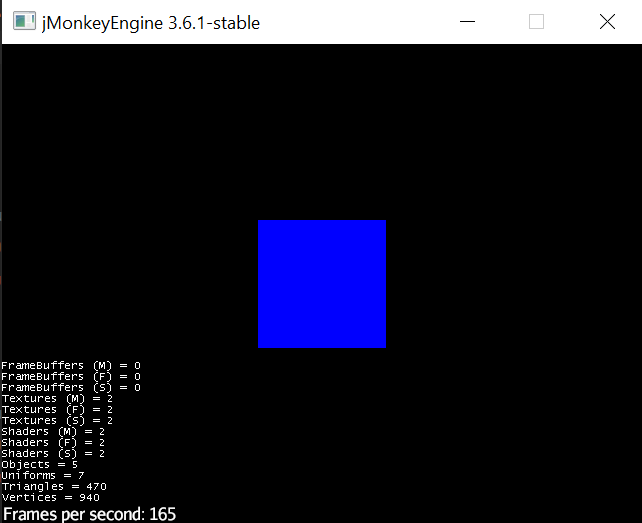 jMonkeyEngine 3.6.1-stable
FrameBuffers (M) = 0
FrameBuffers (F) = 0
FrameBuffers (S) = 0
Textures (M) = 2
Textures (F) = 2
Textures (S) = 2
Shaders (M) = 2
Shaders (F) = 2
Shaders (S) = 2
Objects = 5
Uniforms = 7
Triangles = 470
Vertices = 940
Frames per second: 165